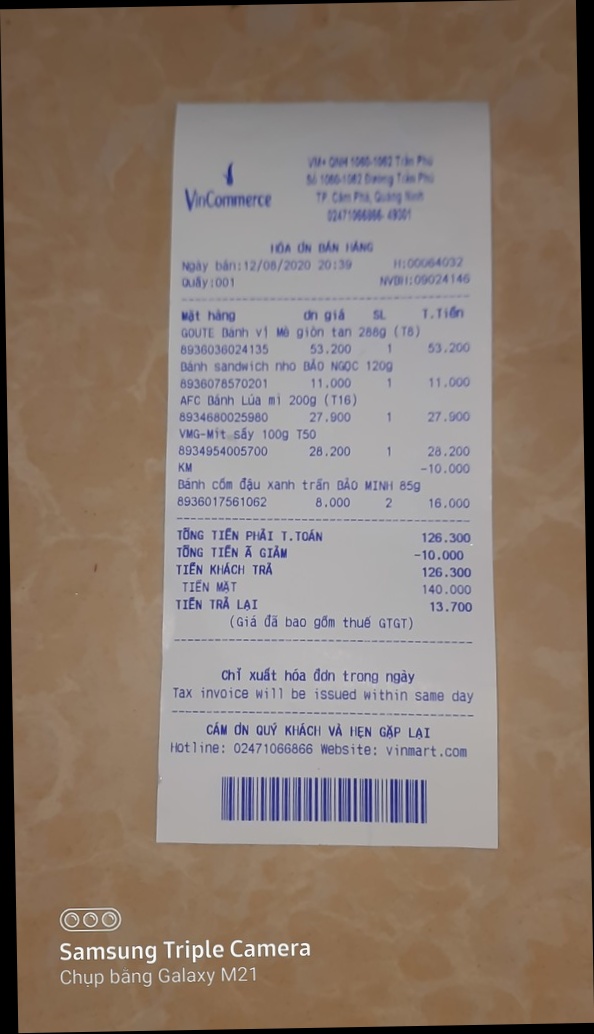 VinCommerce
VM+ QNH 1060-1062 Trần Phú
Số 1060-1062 Đường Trần Phú
TP. Cẩm Phả, Quảng Ninh
02471066866- 49001
HÓA ĐN BÁN HÀNG
Ngày bán:12/08/2020 20:39 H:00064032
Quầy:001 NVBH:09024146
Mặt hàng đn giá SL T.Tiền
GOUTE Bánh vị Mè giòn tan 288g (T8)
8936036024135 53.200 1 53.200
Bánh sandwich nho BẢO NGỌC 120g
8936078570201 11.000 1 11.000
AFC Bánh Lúa mì 200g (T16)
8934680025980 27.900 1 27.900
VMG-Mít sấy 100g T50
8934954005700 28.200 1 28.200
KM -10.000
Bánh cốm đậu xanh trần BẢO MINH 85g
8936017561062 8.000 2 16.000
TỔNG TIỀN PHẢI T.TOÁN 126.300
TỔNG TIỀN Ã GIẢM -10.000
TIỀN KHÁCH TRẢ 126.300
TIỀN MẶT 140.000
TIỀN TRẢ LẠI 13.700
(Giá đã bao gồm thuế GTGT)
Chỉ xuất hóa đơn trong ngày
Tax invoice will be issued within same day
CÁM ƠN QUÝ KHÁCH VÀ HẸN GẶP LẠI
Hotline: 02471066866 Website: vinmart.com
Samsung Triple Camera
Chụp bằng Galaxy M21